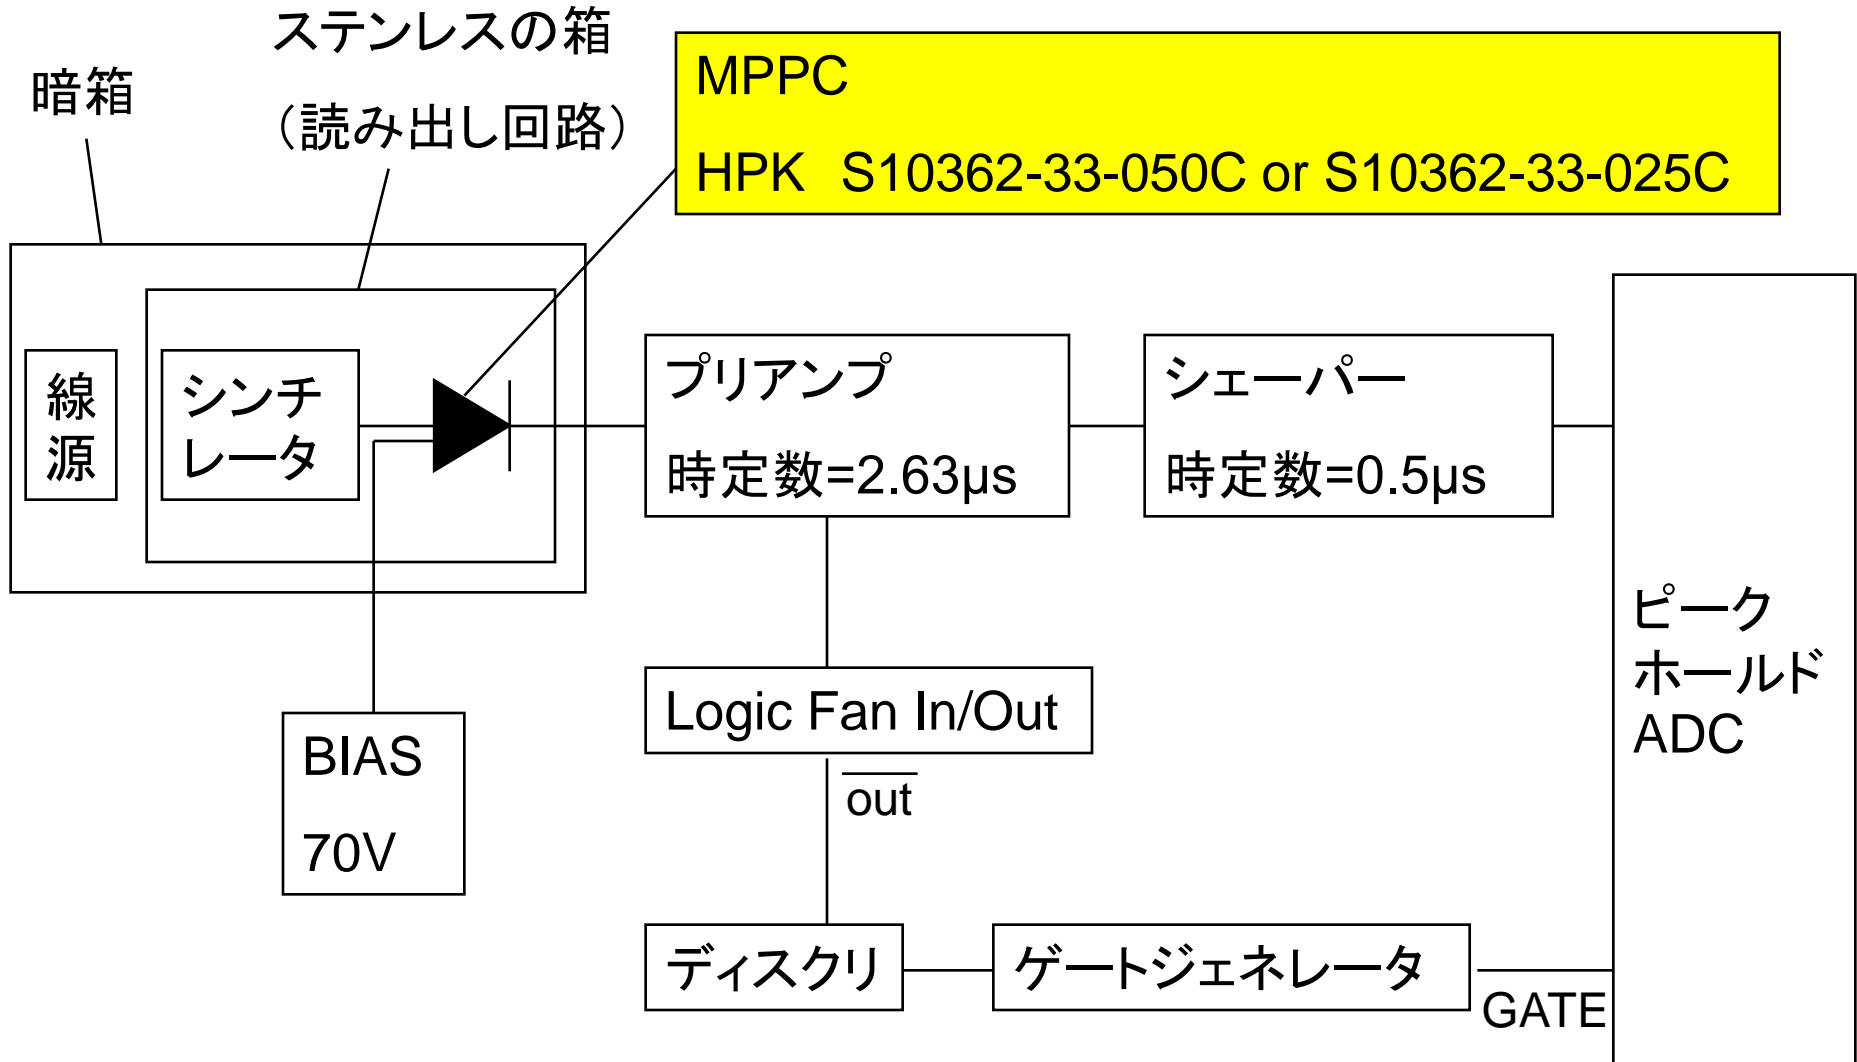 ステンレスの箱
(読み出し回路)
暗箱
MPPC
HPK S10362-33-050C or S10362-33-025C
線
源
シンチ
レータ
プリアンプ
時定数=2.63μs
シェーパー
時定数=0.5μs
ピーク
ホールド
ADC
BIAS
70V
Logic Fan In/Out
out
ディスクリ
ゲートジェネレータ
GATE